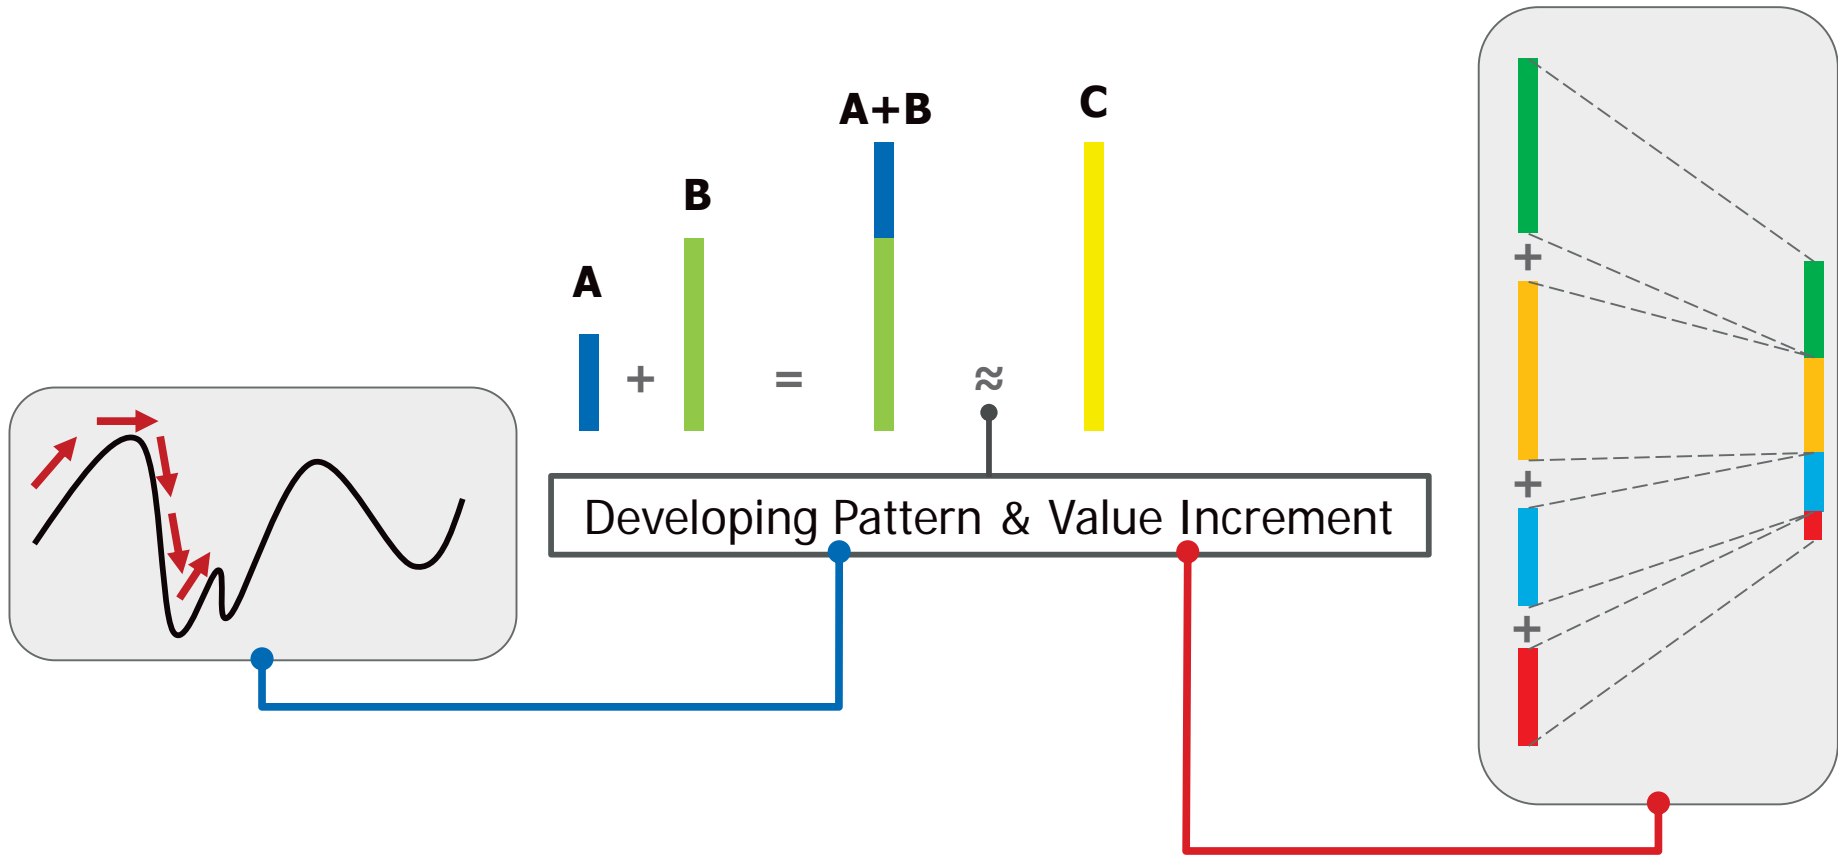 A+B
C
B
A
+
=
≈
Developing Pattern & Value Increment
+
+
+